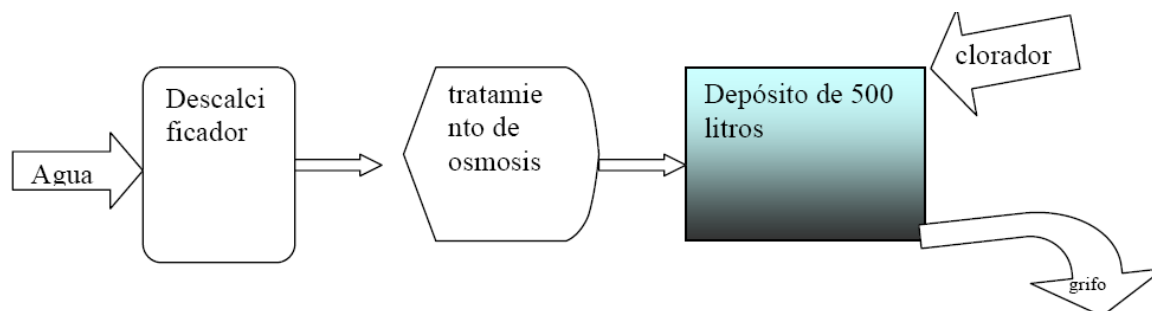 Agua
Descalci
ficador
tratamie
nto de
osmosis
Depósito de 500
litros
clorador
grifo